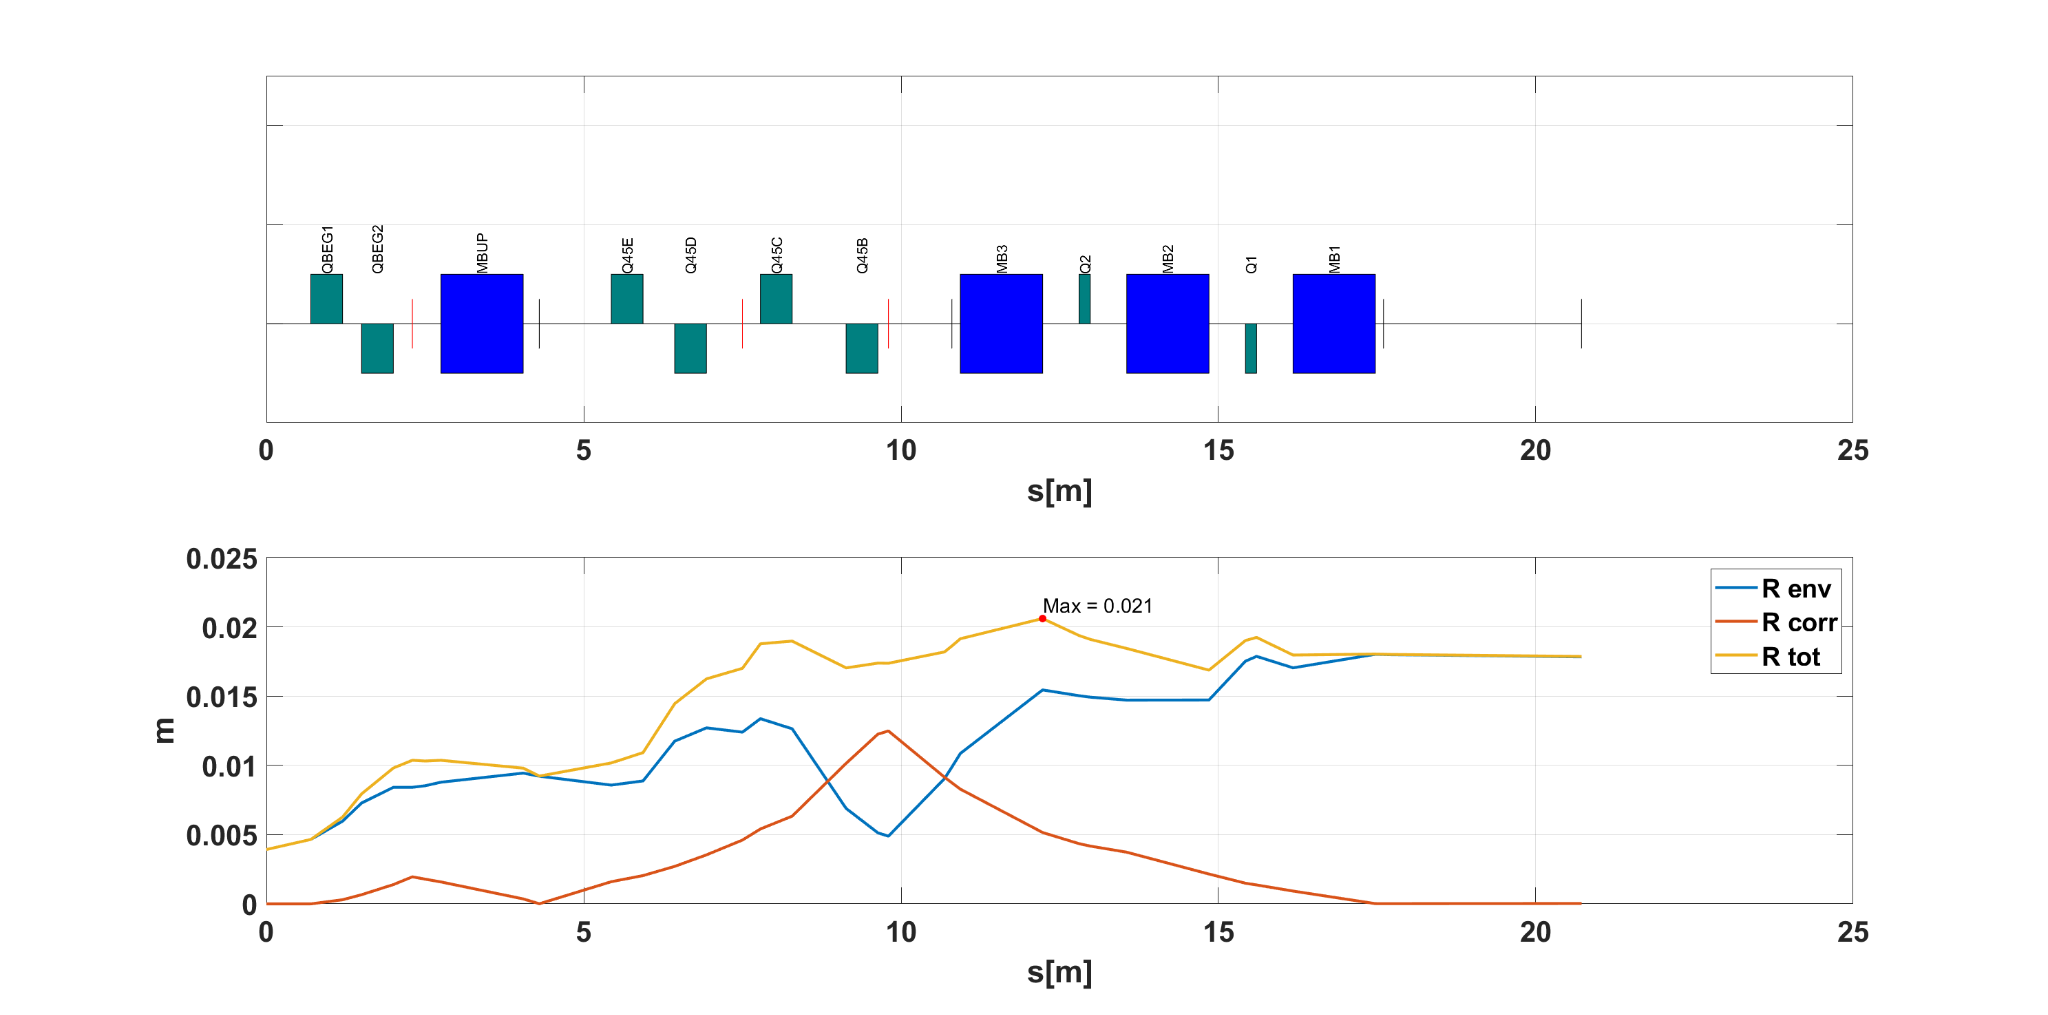 QBEG1
QBEG2
MBUP
Q45E
Q45D
Q45C
Q45B
MB3
Q2
MB2
Q1
MB1
0 5 10 15 20 25
s[m]
0.025
0.02
0.015
0.01
0.005
0
m
Max = 0.021
R env
R corr
R tot
0 5 10 15 20 25
s[m]